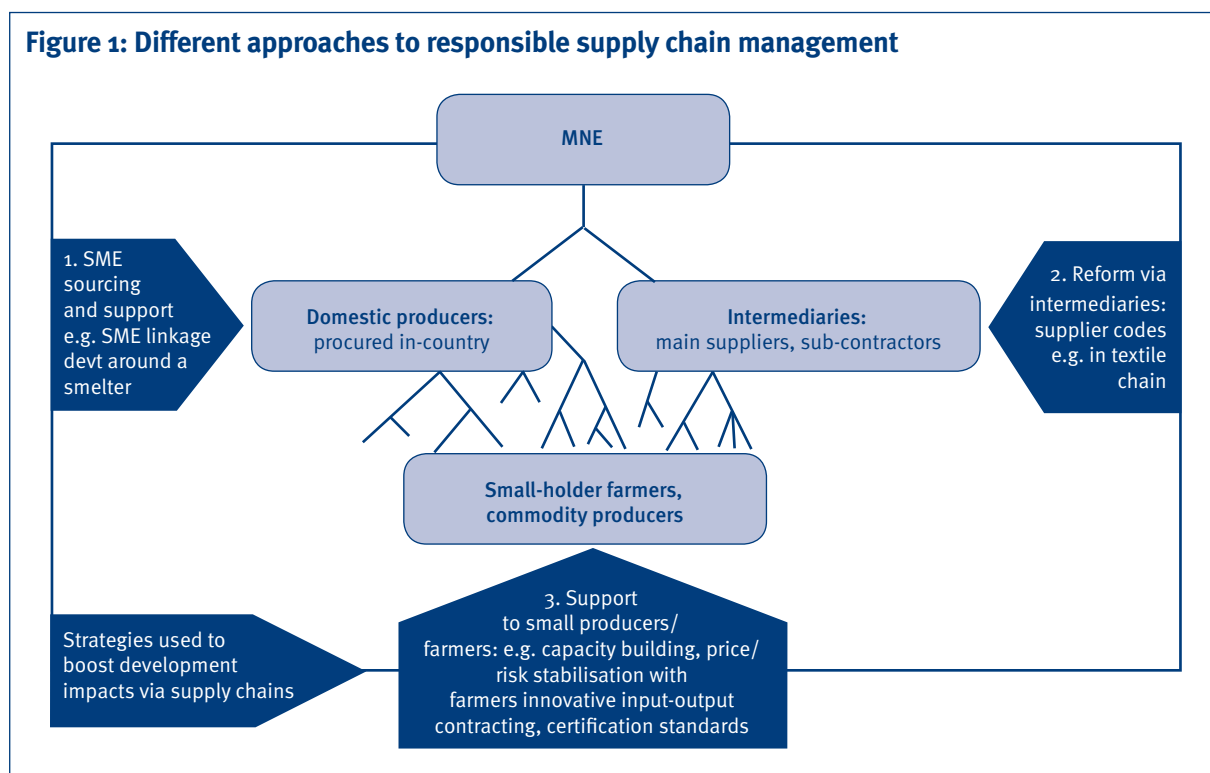 Figure 1: Different approaches to responsible supply chain management
MNE
1. SME
sourcing
and support
e.g. SME linkage
devt around a
smelter
Domestic producers:
procured in-country
Intermediaries:
main suppliers, sub-contractors
2. Reform via
intermediaries:
supplier codes
e.g. in textile
chain
Small-holder farmers,
commodity producers
Strategies used to
boost development
impacts via supply chains
3. Support
to small producers/
farmers: e.g. capacity building, price/
risk stabilisation with
farmers innovative input-output
contracting, certification standards